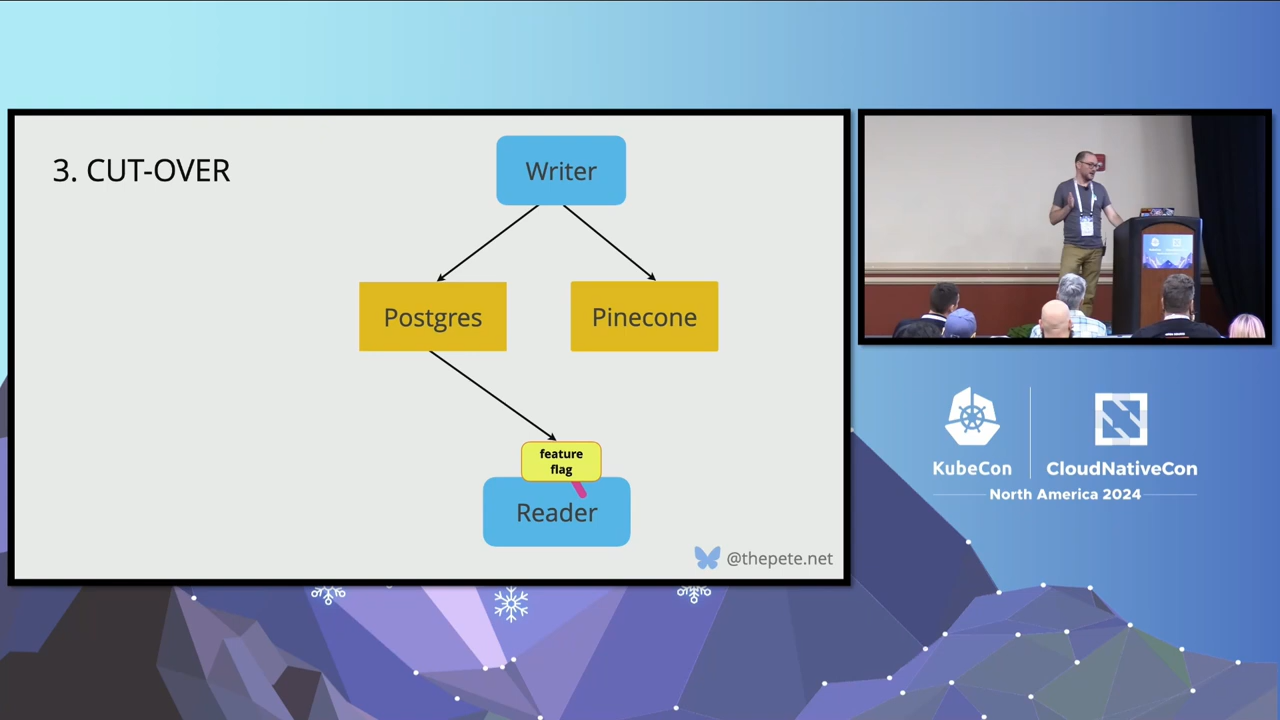 3. CUT-OVER
Writer
Postgres
Pinecone
feature
flag
Reader
@thepete.net
KubeCon
CloudNativeCon
North America 2024